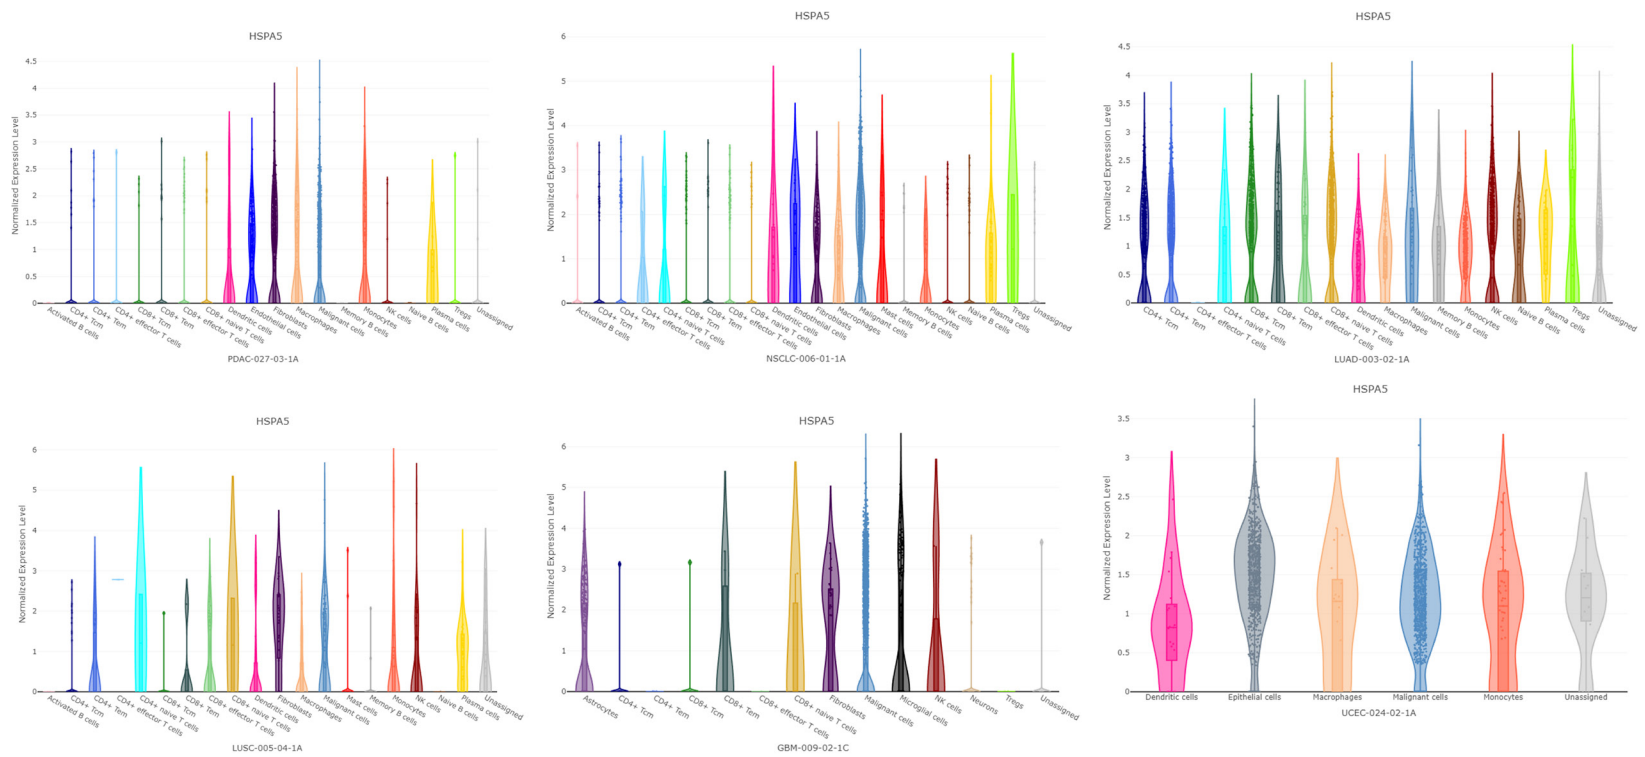 HSPA5
Normalized Expression Level
4.5
4
3.5
3
2.5
2
1.5
1
0.5
0
Activated B cells
CD4+ Tcm
CD4+ Tem
CD4+ effector T cells
CD8+ Tcm
CD8+ Tem
CD8+ effector T cells
CD8+ naive T cells
Dendritic cells
Endothelial cells
Fibroblasts
Macrophages
Malignant cells
Memory B cells
Monocytes
NK cells
Naive B cells
Plasma cells
Tregs
Unassigned
PDAC-027-03-1A
HSPA5
Normalized Expression Level
6
5
4
3
2
1
0
Activated B cells
CD4+ Tcm
CD4+ Tem
CD4+ effector T cells
CD4+ naive T cells
CD8+ Tcm
CD8+ Tem
CD8+ effector T cells
CD8+ naive T cells
Dendritic cells
Endothelial cells
Fibroblasts
Macrophages
Malignant cells
Mast cells
Memory B cells
Monocytes
NK cells
Naive B cells
Plasma cells
Tregs
Unassigned
NSCLC-006-01-1A
HSPA5
Normalized Expression Level
4.5
4
3.5
3
2.5
2
1.5
1
0.5
0
CD4+ Tcm
CD4+ Tem
CD4+ effector T cells
CD4+ naive T cells
CD8+ Tcm
CD8+ Tem
CD8+ effector T cells
CD8+ naive T cells
Dendritic cells
Macrophages
Malignant cells
Memory B cells
Monocytes
NK cells
Naive B cells
Plasma cells
Tregs
Unassigned
LUAD-003-02-1A
HSPA5
Normalized Expression Level
6
5
4
3
2
1
0
Activated B cells
CD4+ Tcm
CD4+ Tem
CD4+ effector T cells
CD4+ naive T cells
CD8+ Tcm
CD8+ Tem
CD8+ effector T cells
CD8+ naive T cells
Dendritic cells
Fibroblasts
Macrophages
Malignant cells
Mast cells
Memory B cells
Monocytes
NK cells
Naive B cells
Plasma cells
Unassigned
LUSC-005-04-1A
HSPA5
Normalized Expression Level
6
5
4
3
2
1
0
Astrocytes
CD4+ Tcm
CD4+ Tem
CD8+ Tcm
CD8+ Tem
CD8+ effector T cells
CD8+ naive T cells
Fibroblasts
Malignant cells
Microglial cells
NK cells
Neurons
Tregs
Unassigned
GBM-009-02-1C
HSPA5
Normalized Expression Level
3.5
3
2.5
2
1.5
1
0.5
0
Dendritic cells
Epithelial cells
Macrophages
Malignant cells
Monocytes
Unassigned
UCEC-024-02-1A